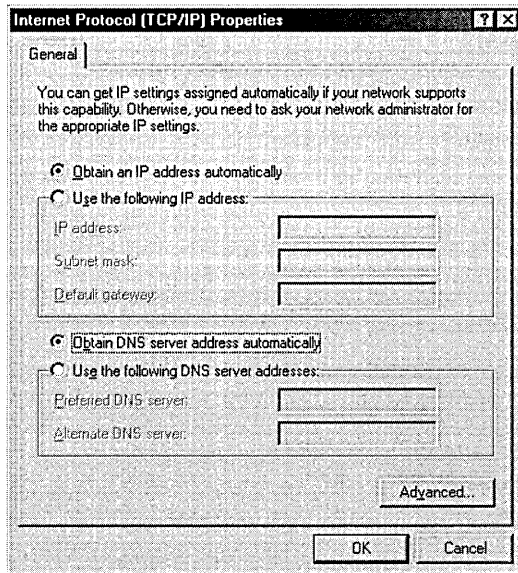 Internet Protocol (TCP/IP) Properties
General
You can get IP settings assigned automatically if your network supports
this capability. Otherwise, you need to ask your network administrator for
the appropriate IP settings.
Obtain an IP address automatically
Use the following IP address:
IP address:
Subnet mask:
Default gateway:
Obtain DNS server address automatically
Use the following DNS server addresses:
Preferred DNS server:
Alternate DNS server:
Advanced...
OK
Cancel